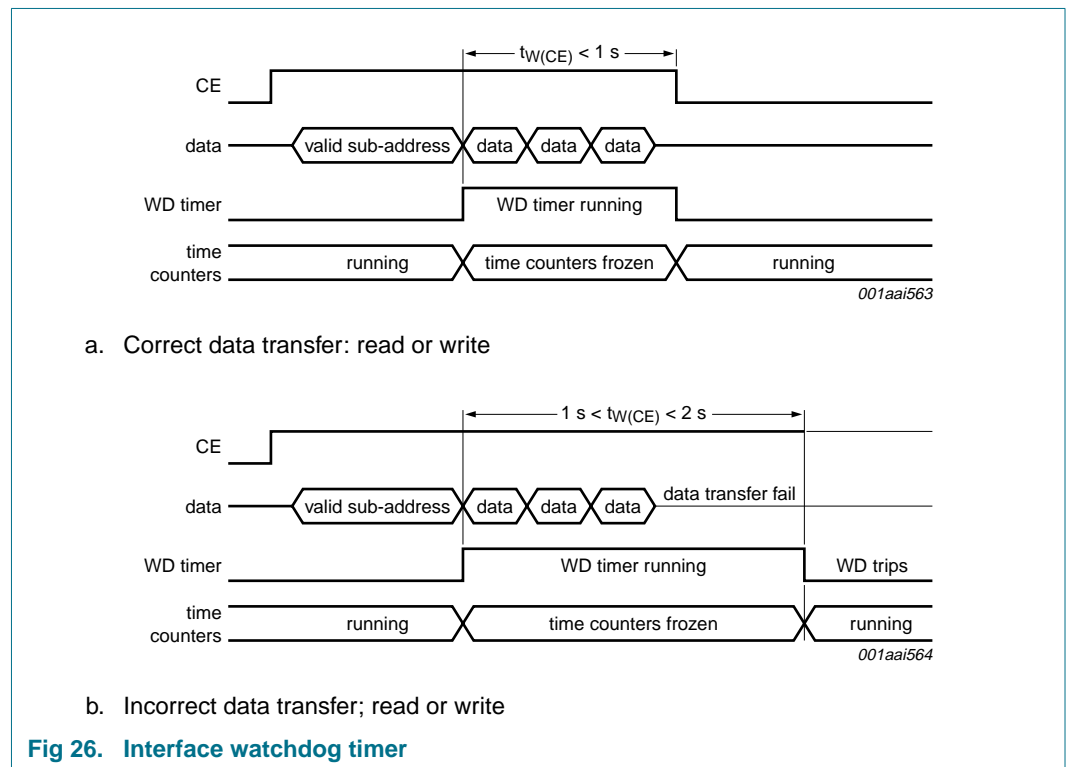 tW(CE) < 1 s
CE
data valid sub-address data data data
WD timer WD timer running
time
counters running time counters frozen running
001aai563
a. Correct data transfer: read or write
1 s < tW(CE) < 2 s
CE
data valid sub-address data data data data transfer fail
WD timer WD timer running WD trips
time
counters running time counters frozen running
001aai564
b. Incorrect data transfer; read or write
Fig 26. Interface watchdog timer